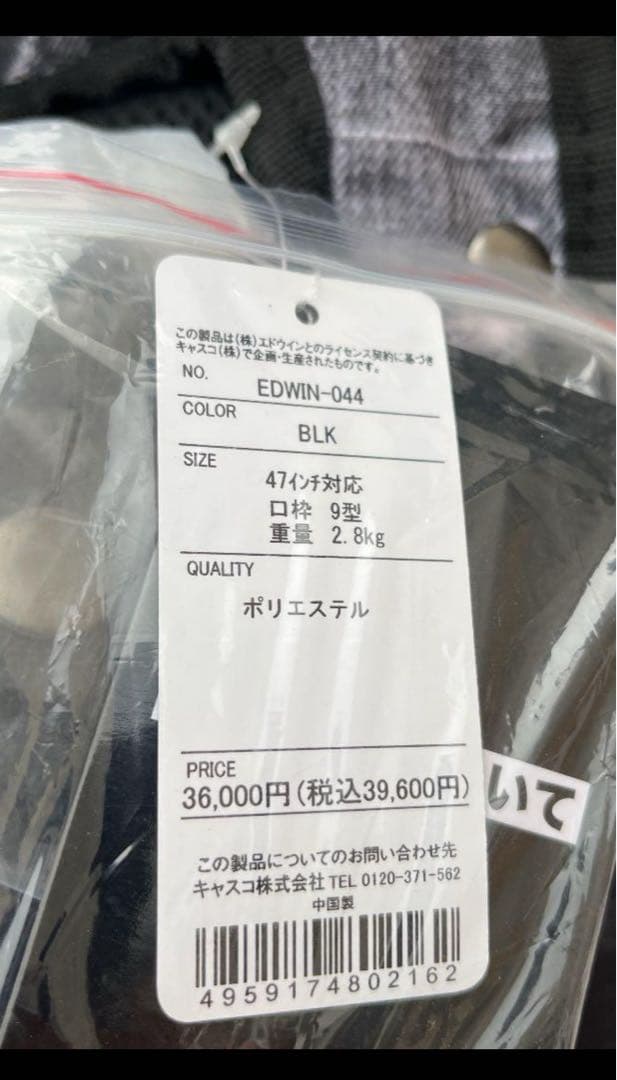 この製品は(株)エドウインとのライセンス契約に基づき
キャスコ(株)で企画・生産されたものです。
NO.
EDWIN-044
COLOR
BLK
SIZE
47インチ対応
口枠 9型
重量 2.8kg
QUALITY
ポリエステル
PRICE
36,000円(税込39,600円)
いて
この製品についてのお問い合わせ先
キャスコ株式会社 TEL 0120-371-562
中国製
4959174802162